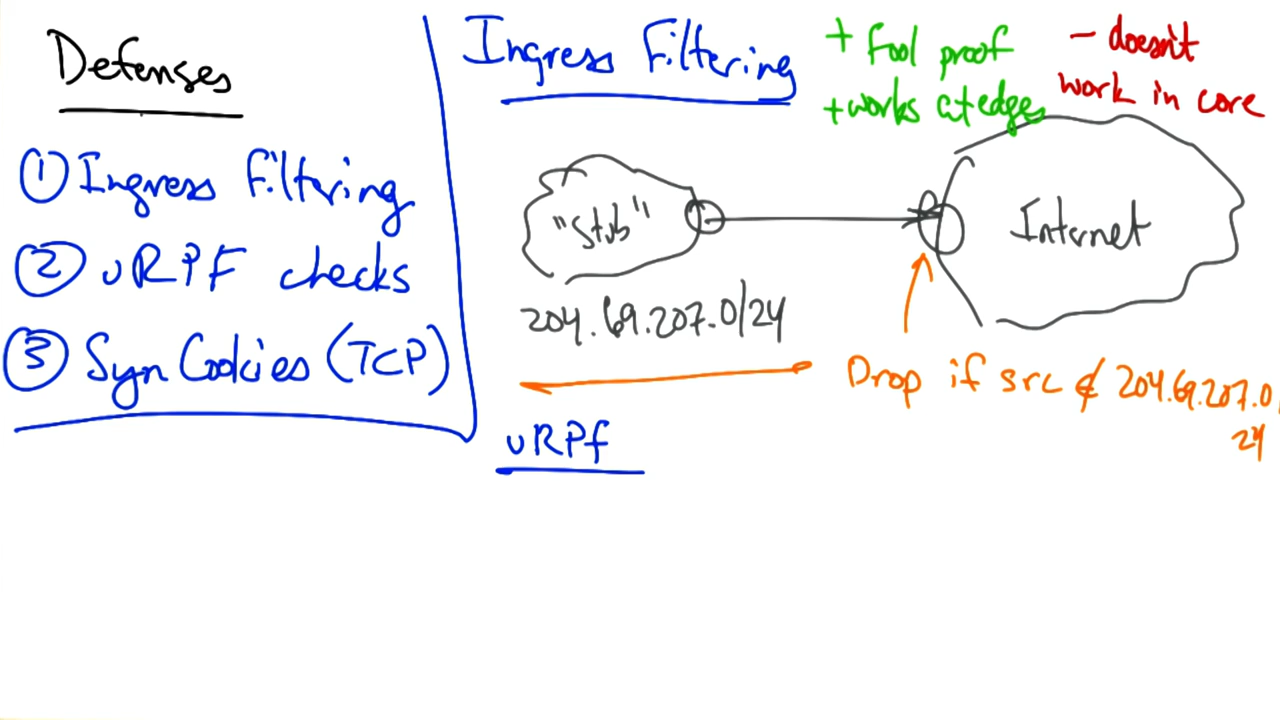 Defenses
① Ingress Filtering
② uRPF checks
③ Syn Cookies (TCP)
Ingress Filtering
+ Fool proof
+ works at edges
- doesn't
work in core
"Stub"
Internet
204.69.207.0/24
Drop if src ∉ 204.69.207.0/
24
uRPf